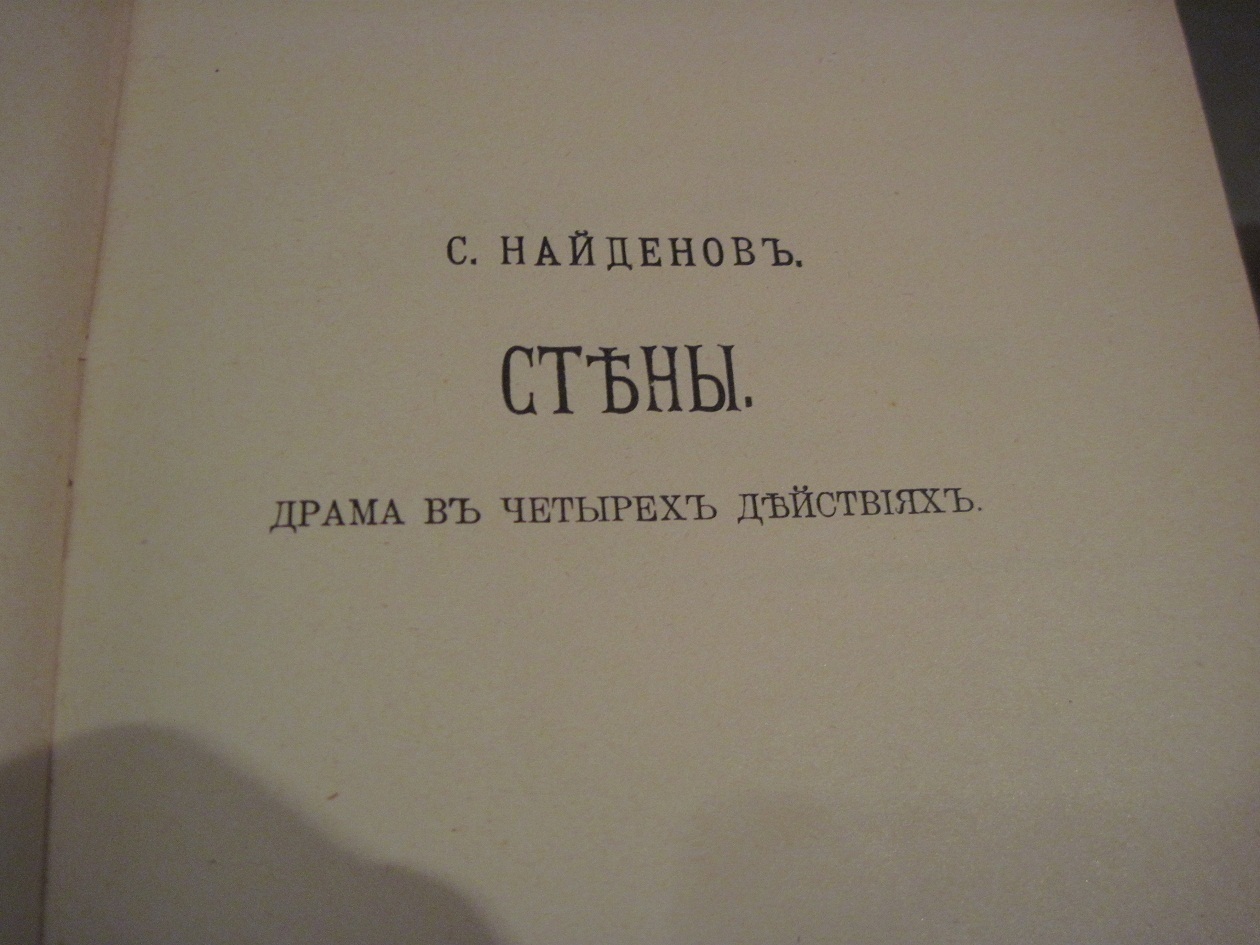 С. НАЙДЕНОВЪ.
СТѢНЫ.
ДРАМА ВЪ ЧЕТЫРЕХЪ ДѢЙСТВІЯХЪ.